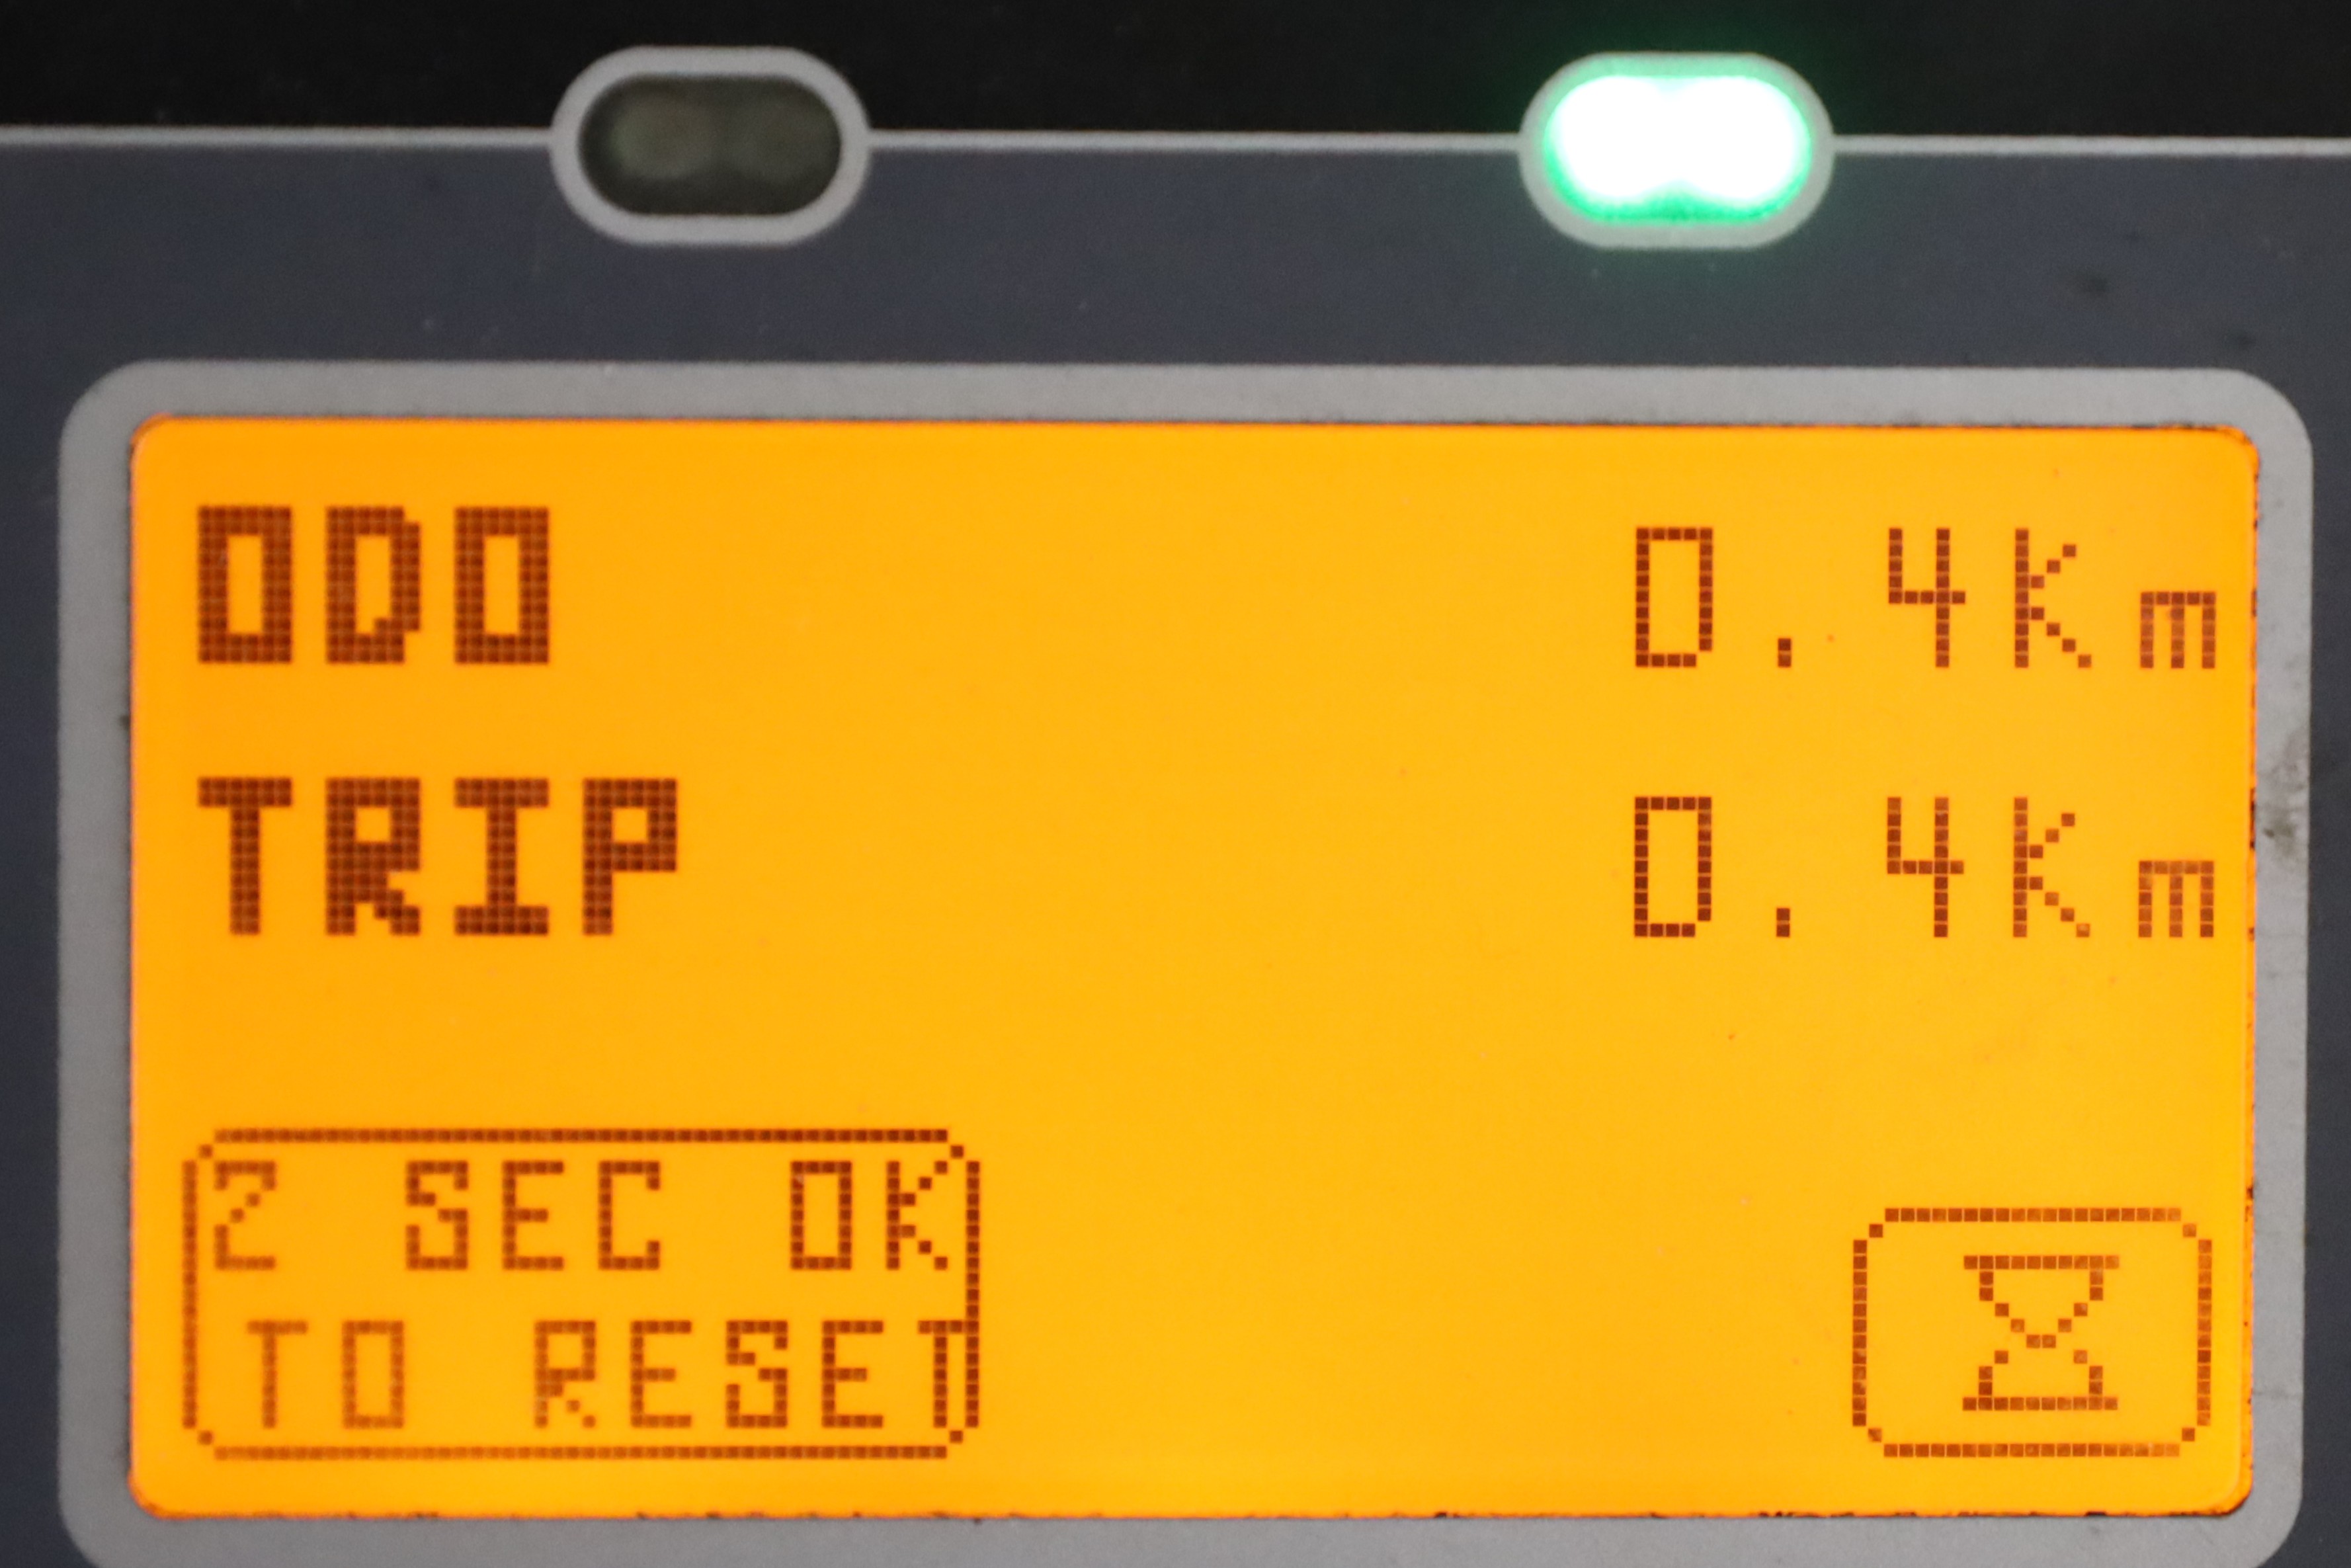 ODO 0.4Km
TRIP 0.4Km
2 SEC OK
TO RESET